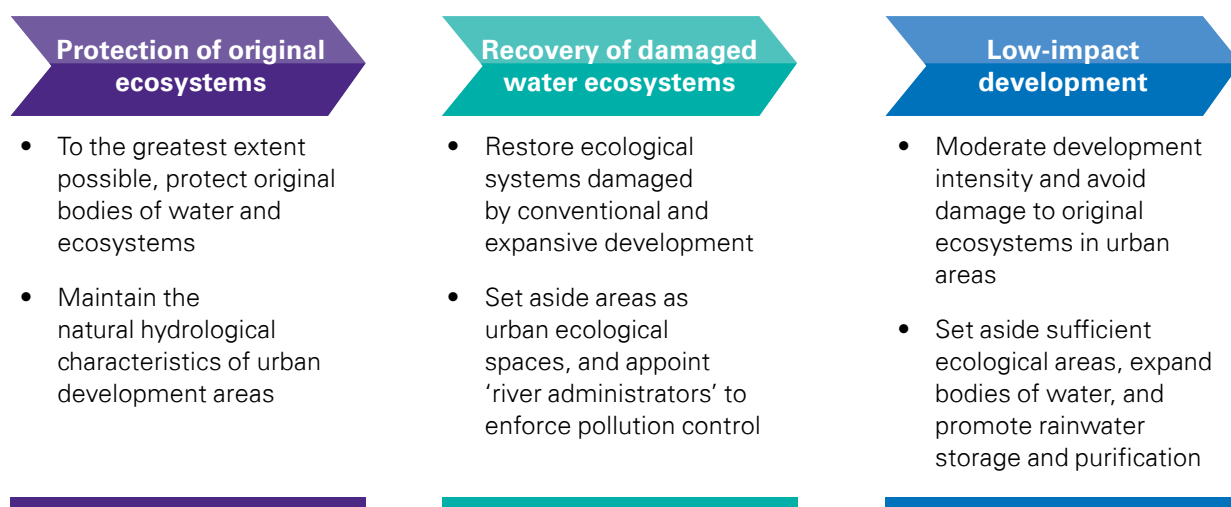 Protection of original
ecosystems
• To the greatest extent
possible, protect original
bodies of water and
ecosystems
• Maintain the
natural hydrological
characteristics of urban
development areas
Recovery of damaged
water ecosystems
• Restore ecological
systems damaged
by conventional and
expansive development
• Set aside areas as
urban ecological
spaces, and appoint
‘river administrators’ to
enforce pollution control
Low-impact
development
• Moderate development
intensity and avoid
damage to original
ecosystems in urban
areas
• Set aside sufficient
ecological areas, expand
bodies of water, and
promote rainwater
storage and purification